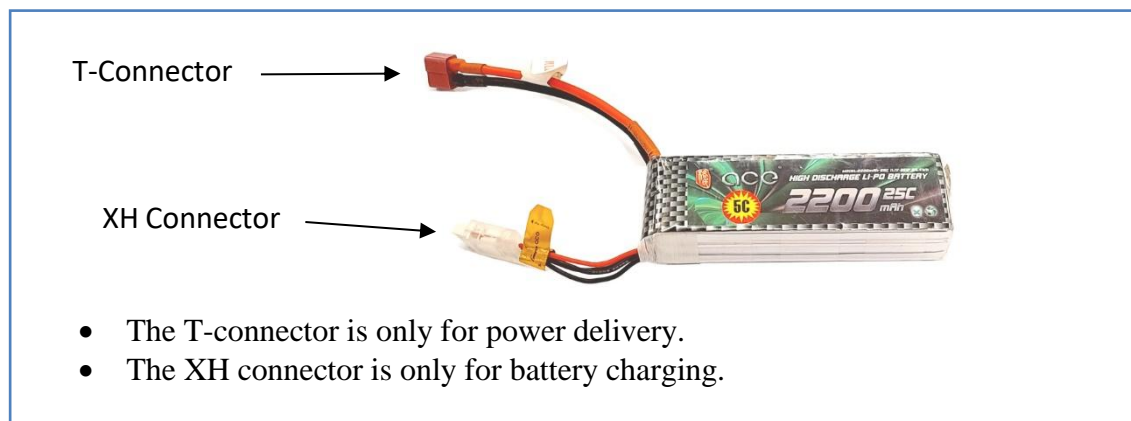 T-Connector
XH Connector
ace
HIGH DISCHARGE LI-PO BATTERY
5C
2200 25C
mAh
• The T-connector is only for power delivery.
• The XH connector is only for battery charging.